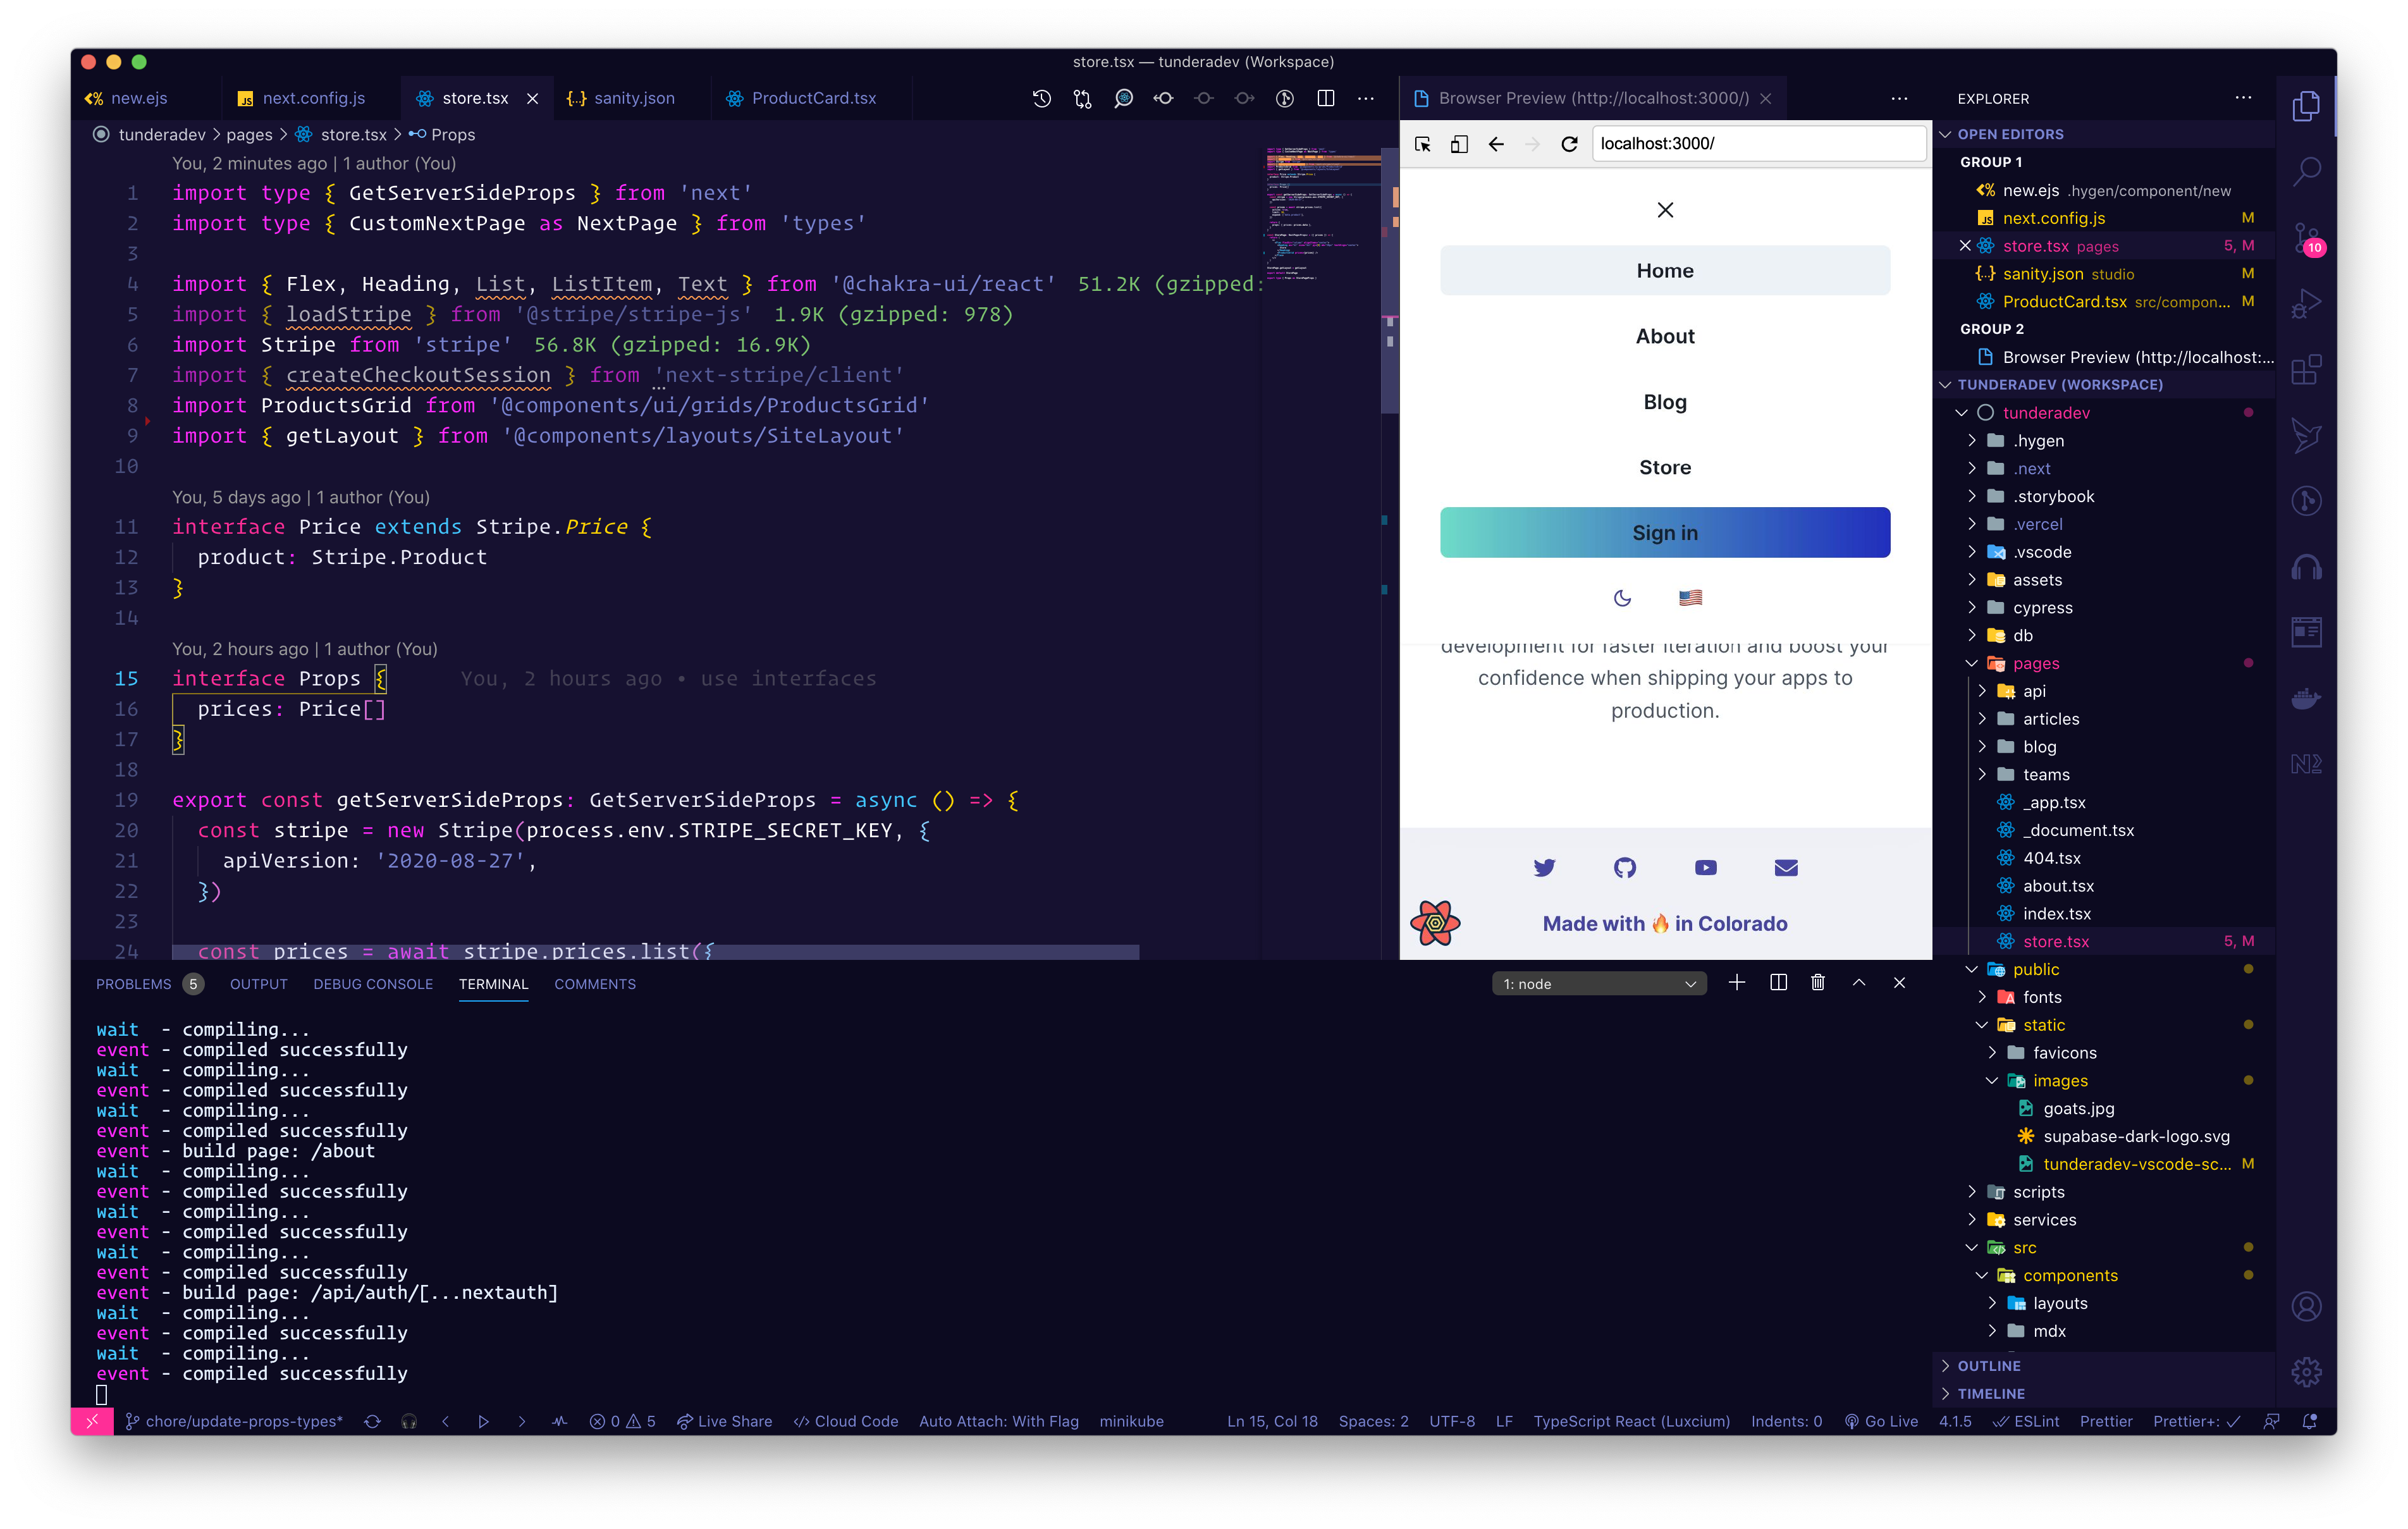 store.tsx — tunderadev (Workspace)
new.ejs
next.config.js
store.tsx
sanity.json
ProductCard.tsx
tunderadev > pages > store.tsx > Props
You, 2 minutes ago | 1 author (You)
1 import type { GetServerSideProps } from 'next'
2 import type { CustomNextPage as NextPage } from 'types'
3
4 import { Flex, Heading, List, ListItem, Text } from '@chakra-ui/react' 51.2K (gzipped:
5 import { loadStripe } from '@stripe/stripe-js' 1.9K (gzipped: 978)
6 import Stripe from 'stripe' 56.8K (gzipped: 16.9K)
7 import { createCheckoutSession } from 'next-stripe/client'
8 import ProductsGrid from '@components/ui/grids/ProductsGrid'
9 import { getLayout } from '@components/layouts/SiteLayout'
10
You, 5 days ago | 1 author (You)
11 interface Price extends Stripe.Price {
12 product: Stripe.Product
13 }
14
You, 2 hours ago | 1 author (You)
15 interface Props { You, 2 hours ago • use interfaces
16 prices: Price[]
17 }
18
19 export const getServerSideProps: GetServerSideProps = async () => {
20 const stripe = new Stripe(process.env.STRIPE_SECRET_KEY, {
21 apiVersion: '2020-08-27',
22 })
23
24 const prices = await stripe.prices.list({
Browser Preview (http://localhost:3000/)
localhost:3000/
Home
About
Blog
Store
Sign in
development for faster iteration and boost your
confidence when shipping your apps to
production.
Made with 🔥 in Colorado
EXPLORER
OPEN EDITORS
GROUP 1
new.ejs .hygen/component/new
next.config.js M
store.tsx pages 5, M
sanity.json studio M
ProductCard.tsx src/compon... M
GROUP 2
Browser Preview (http://localhost:...
TUNDERADEV (WORKSPACE)
tunderadev
.hygen
.next
.storybook
.vercel
.vscode
assets
cypress
db
pages
api
articles
blog
teams
_app.tsx
_document.tsx
404.tsx
about.tsx
index.tsx
store.tsx 5, M
public
fonts
static
favicons
images
goats.jpg
supabase-dark-logo.svg
tunderadev-vscode-sc... M
scripts
services
src
components
layouts
mdx
OUTLINE
TIMELINE
10
PROBLEMS 5 OUTPUT DEBUG CONSOLE TERMINAL COMMENTS
1: node
wait - compiling...
event - compiled successfully
wait - compiling...
event - compiled successfully
wait - compiling...
event - compiled successfully
event - build page: /about
wait - compiling...
event - compiled successfully
wait - compiling...
event - compiled successfully
wait - compiling...
event - compiled successfully
event - build page: /api/auth/[...nextauth]
wait - compiling...
event - compiled successfully
wait - compiling...
event - compiled successfully
chore/update-props-types* 0 5 Live Share Cloud Code Auto Attach: With Flag minikube Ln 15, Col 18 Spaces: 2 UTF-8 LF TypeScript React (Luxcium) Indents: 0 Go Live 4.1.5 ESLint Prettier Prettier+: